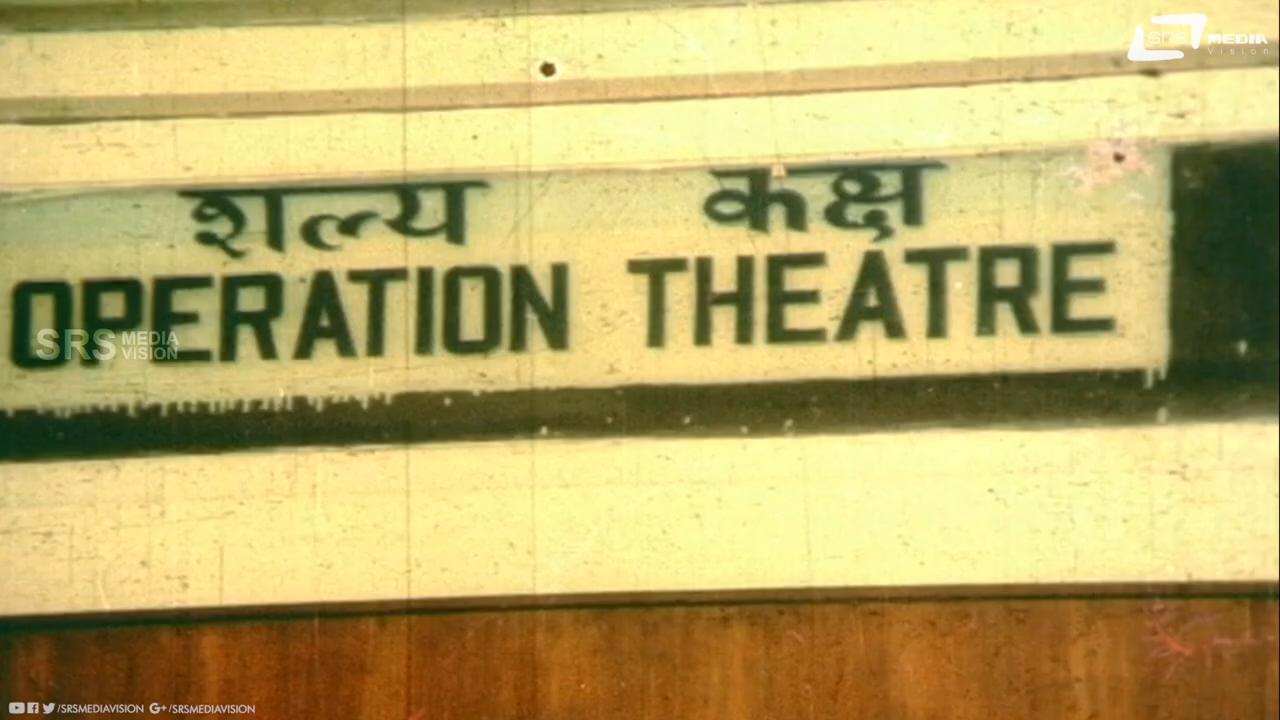 SRS MEDIA
Vision
शल्य कक्ष
OPERATION THEATRE
SRS MEDIA
VISION
/SRSMEDIAVISION G+ /SRSMEDIAVISION